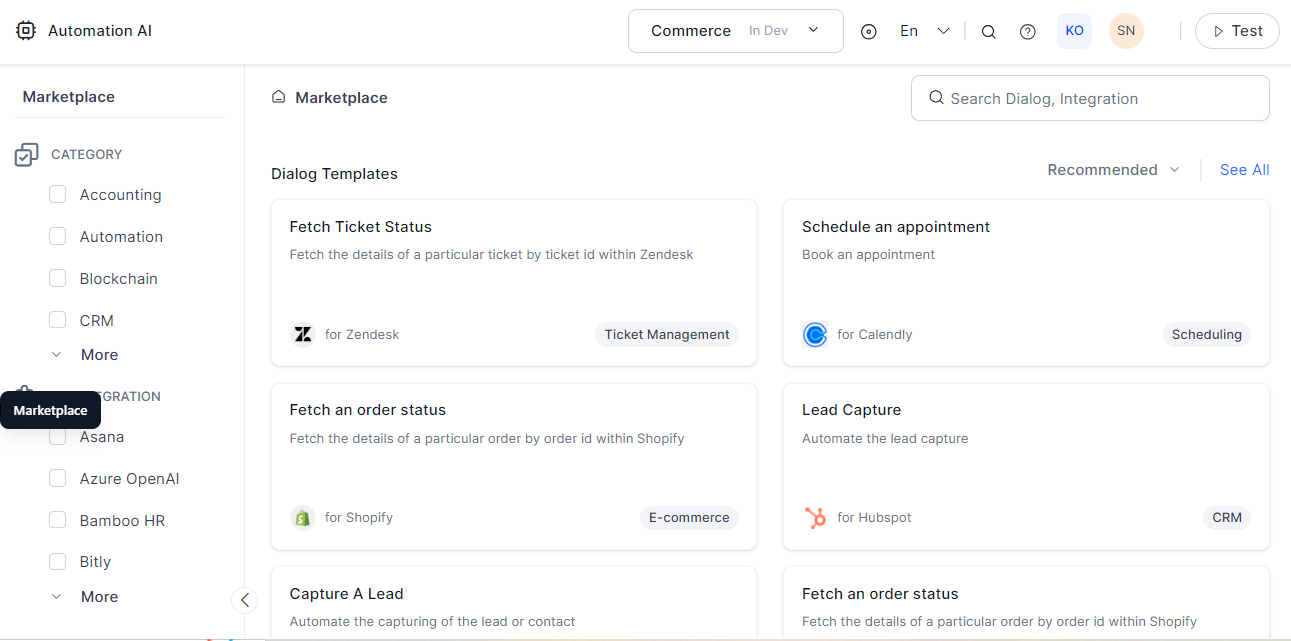 Automation AI
Commerce In Dev
En
KO
SN
Test
Marketplace
CATEGORY
Accounting
Automation
Blockchain
CRM
More
EGRATION
Marketplace
Asana
Azure OpenAI
Bamboo HR
Bitly
More
Marketplace
Search Dialog, Integration
Dialog Templates
Recommended
See All
Fetch Ticket Status
Fetch the details of a particular ticket by ticket id within Zendesk
for Zendesk
Ticket Management
Schedule an appointment
Book an appointment
for Calendly
Scheduling
Fetch an order status
Fetch the details of a particular order by order id within Shopify
for Shopify
E-commerce
Lead Capture
Automate the lead capture
for Hubspot
CRM
Capture A Lead
Automate the capturing of the lead or contact
Fetch an order status
Fetch the details of a particular order by order id within Shopify